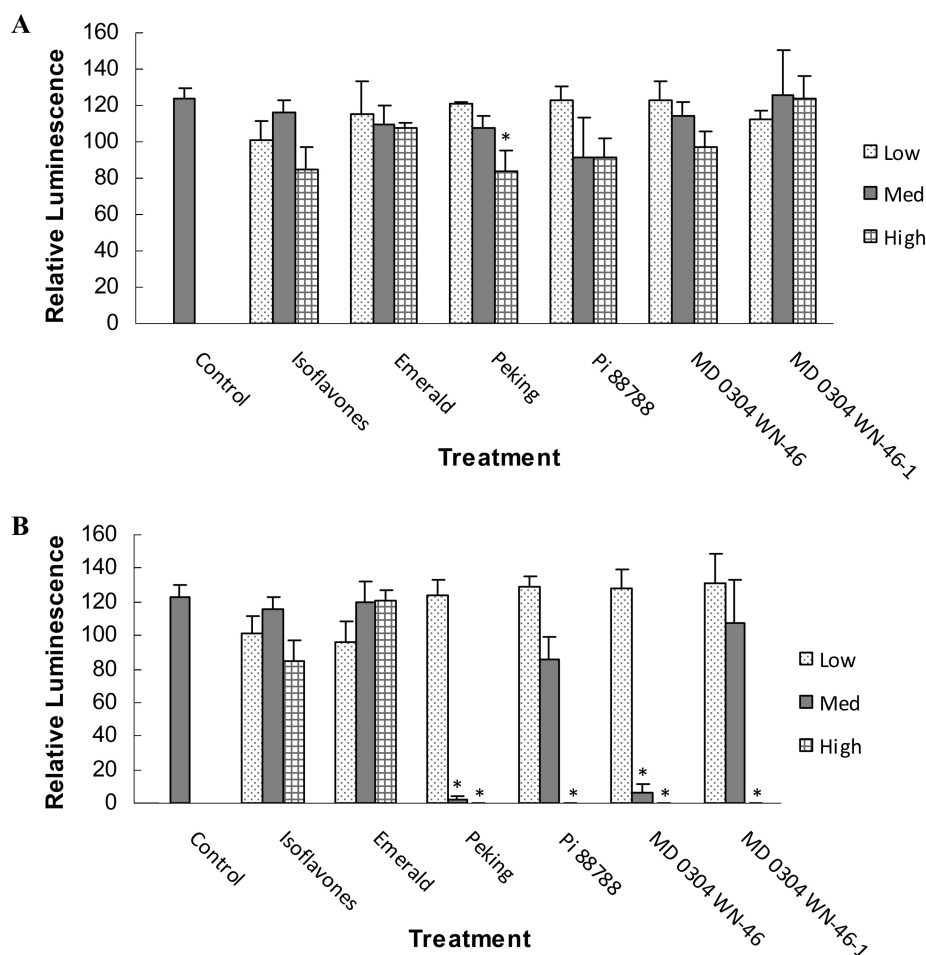 A
160
140
120
100
80
60
40
20
0
Relative Luminescence
*
Low
Med
High
Control
Isoflavones
Emerald
Peking
Pi 88788
MD 0304 WN-46
MD 0304 WN-46-1
Treatment
B
160
140
120
100
80
60
40
20
0
Relative Luminescence
* * * * * *
Low
Med
High
Control
Isoflavones
Emerald
Peking
Pi 88788
MD 0304 WN-46
MD 0304 WN-46-1
Treatment